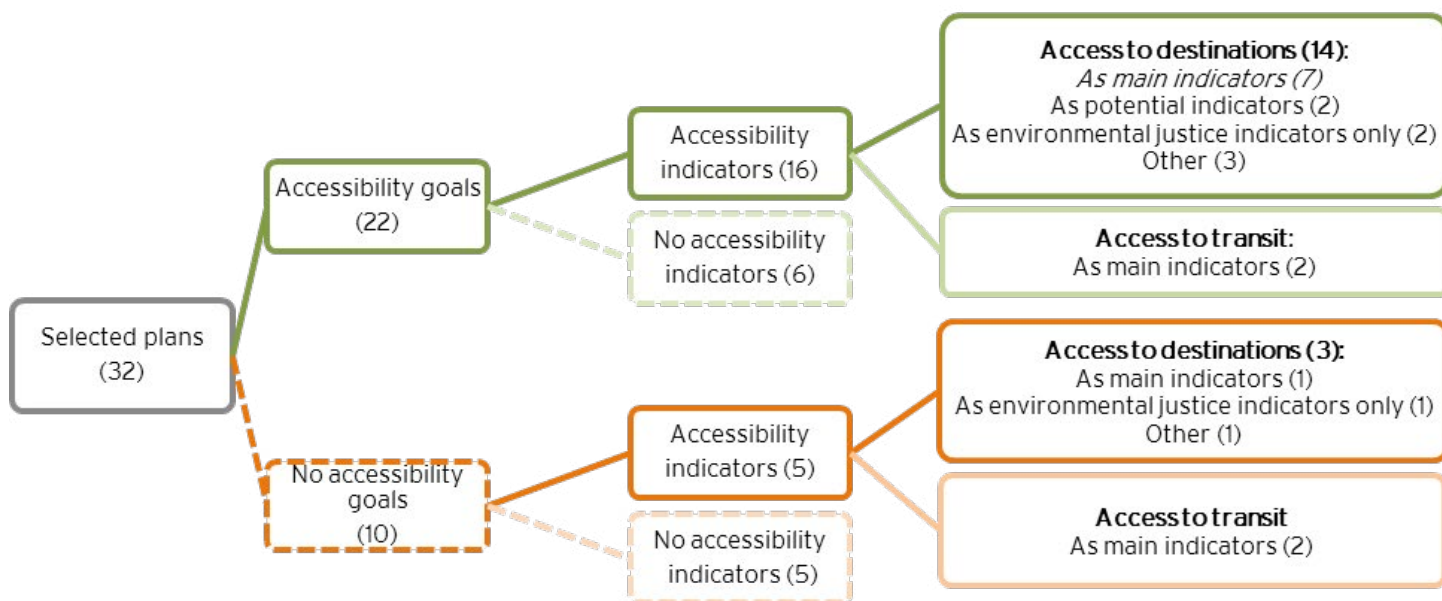 Selected plans
(32)
Accessibility goals
(22)
Accessibility
indicators (16)
Access to destinations (14):
As main indicators (7)
As potential indicators (2)
As environmental justice indicators only (2)
Other (3)
Access to transit:
As main indicators (2)
No accessibility
indicators (6)
No accessibility
goals
(10)
Accessibility
indicators (5)
Access to destinations (3):
As main indicators (1)
As environmental justice indicators only (1)
Other (1)
Access to transit
As main indicators (2)
No accessibility
indicators (5)